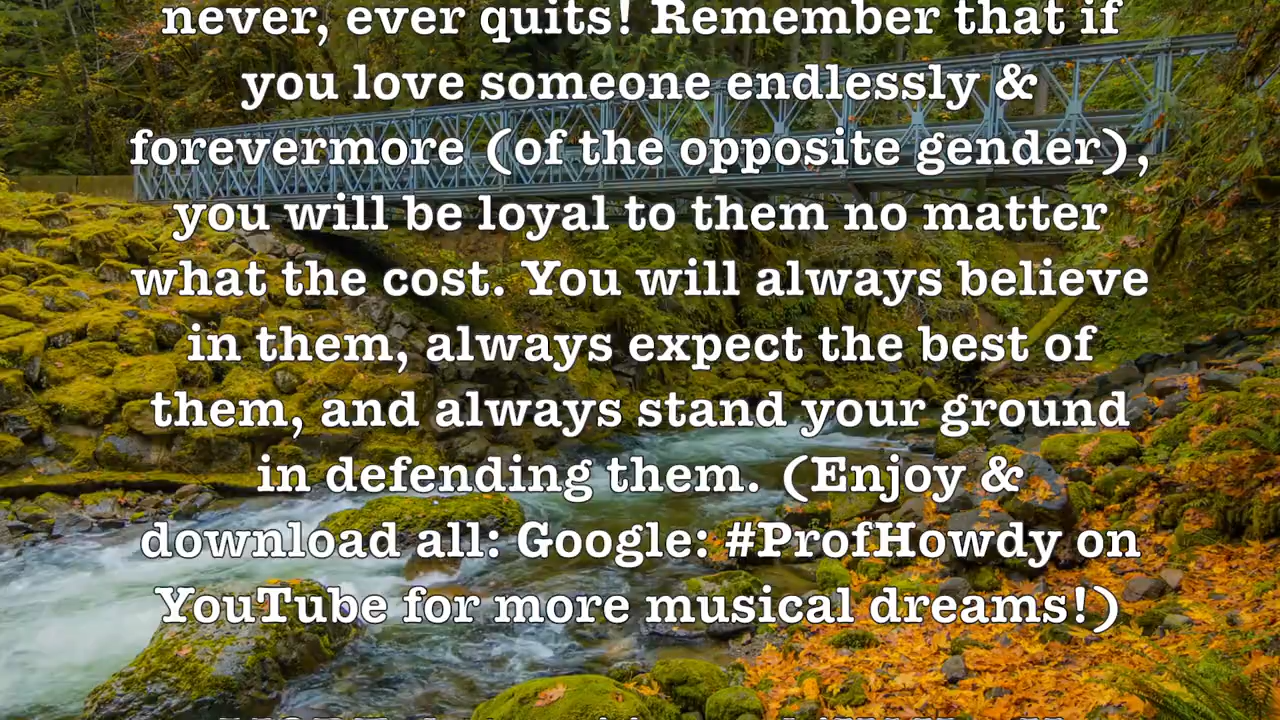 never, ever quits! Remember that if
you love someone endlessly &
forevermore (of the opposite gender),
you will be loyal to them no matter
what the cost. You will always believe
in them, always expect the best of
them, and always stand your ground
in defending them. (Enjoy &
download all: Google: #ProfHowdy on
YouTube for more musical dreams!)